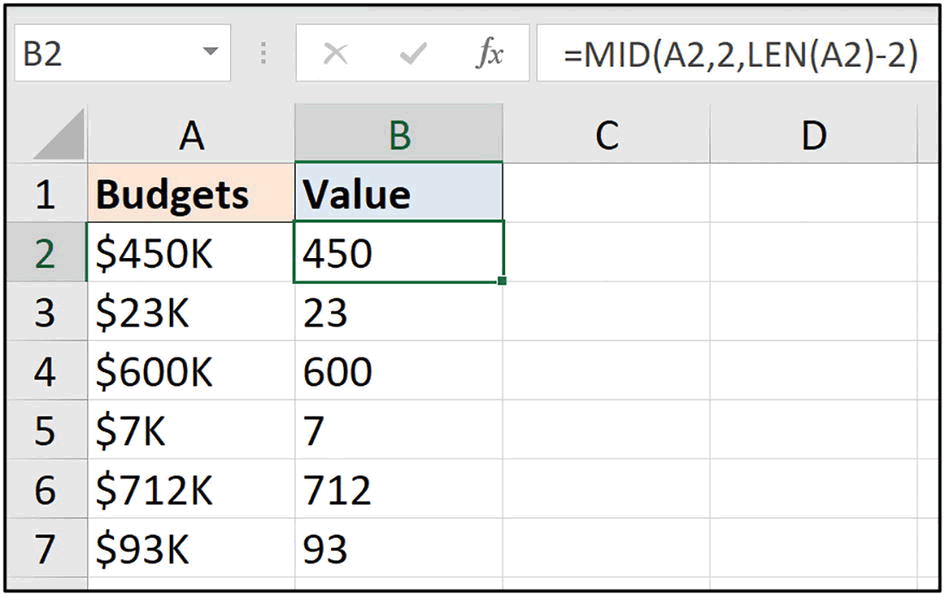 B2 fx =MID(A2,2,LEN(A2)-2)
A B C D
1 Budgets Value
2 $450K 450
3 $23K 23
4 $600K 600
5 $7K 7
6 $712K 712
7 $93K 93